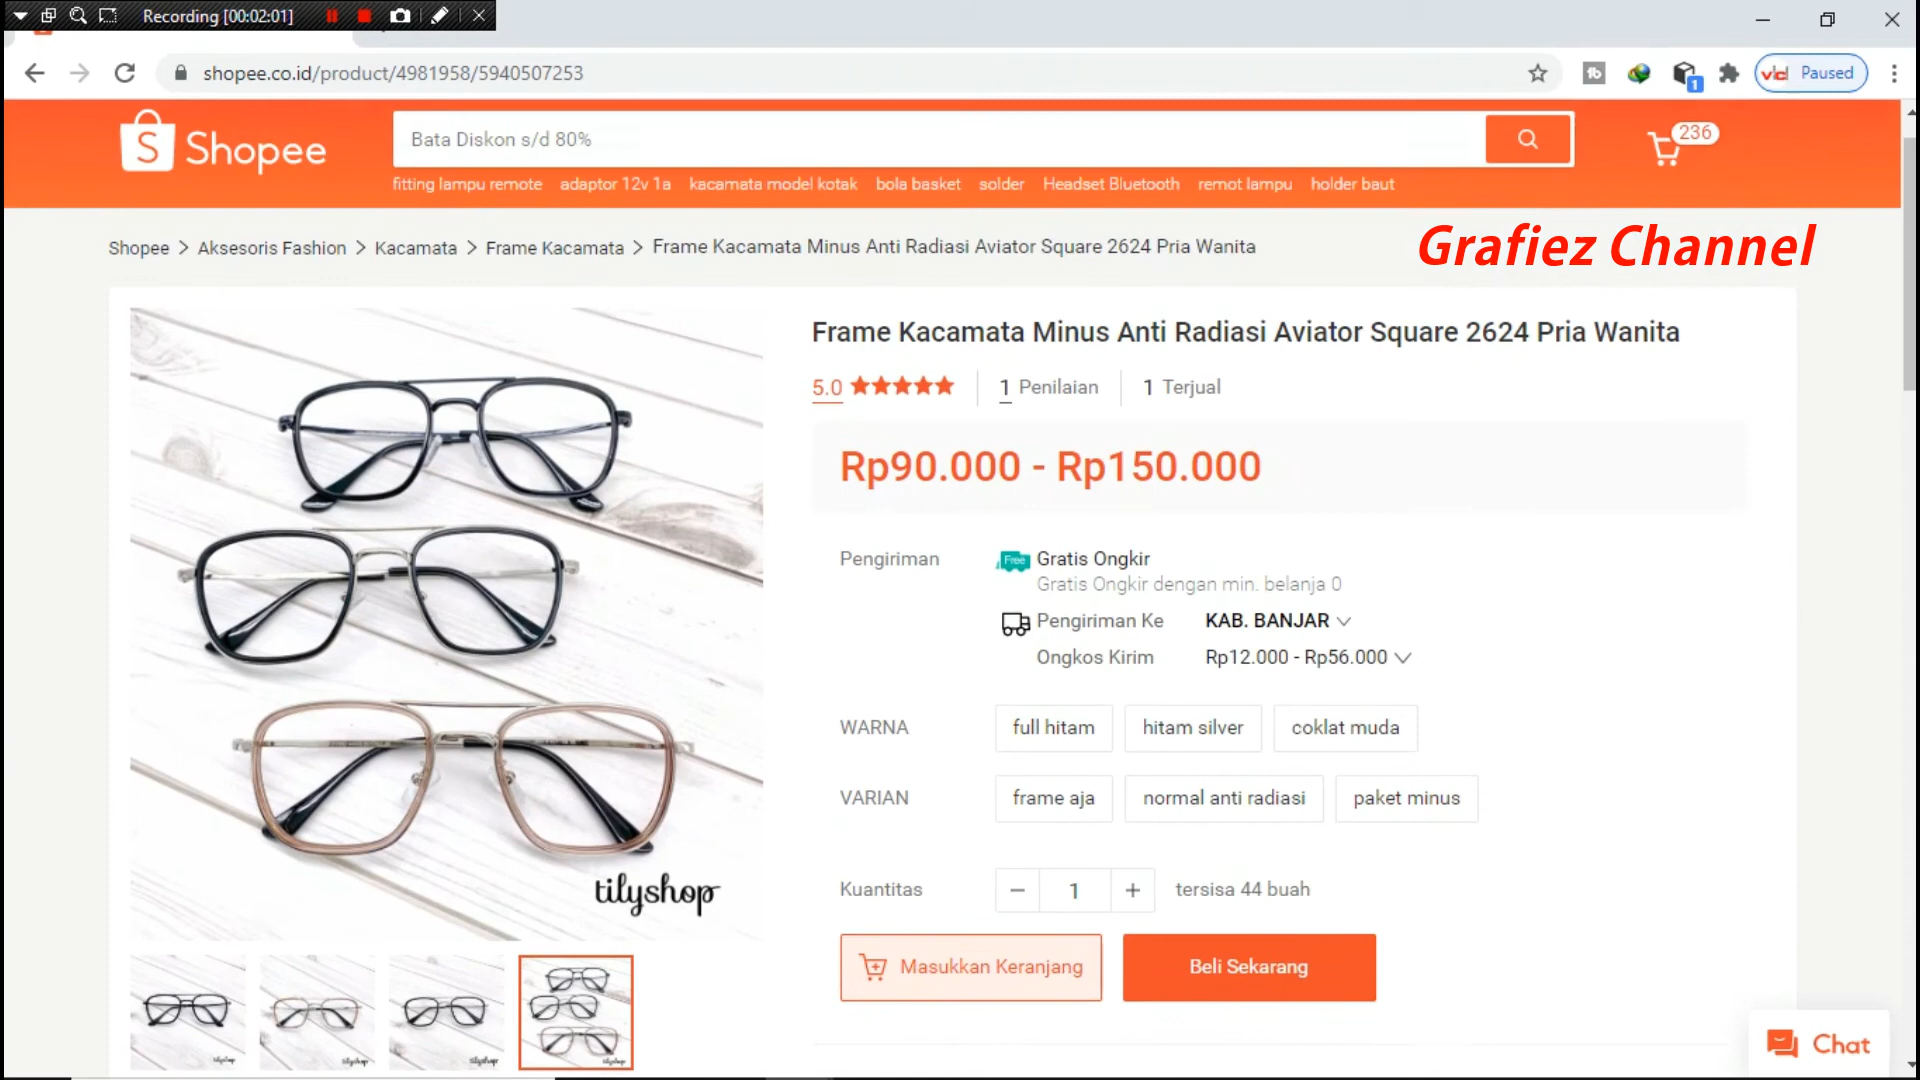 Recording [00:02:01]
shopee.co.id/product/4981958/5940507253
1
Paused
Shopee
Bata Diskon s/d 80%
236
fitting lampu remote adaptor 12v 1a kacamata model kotak bola basket solder Headset Bluetooth remot lampu holder baut
Shopee > Aksesoris Fashion > Kacamata > Frame Kacamata > Frame Kacamata Minus Anti Radiasi Aviator Square 2624 Pria Wanita
Grafiez Channel
Frame Kacamata Minus Anti Radiasi Aviator Square 2624 Pria Wanita
5.0 1 Penilaian 1 Terjual
Rp90.000 - Rp150.000
Pengiriman Free Gratis Ongkir
Gratis Ongkir dengan min. belanja 0
Pengiriman Ke KAB. BANJAR
Ongkos Kirim Rp12.000 - Rp56.000
WARNA full hitam hitam silver coklat muda
VARIAN frame aja normal anti radiasi paket minus
Kuantitas − 1 + tersisa 44 buah
Masukkan Keranjang Beli Sekarang
tilyshop
tilyshop tilyshop tilyshop tilyshop
Chat